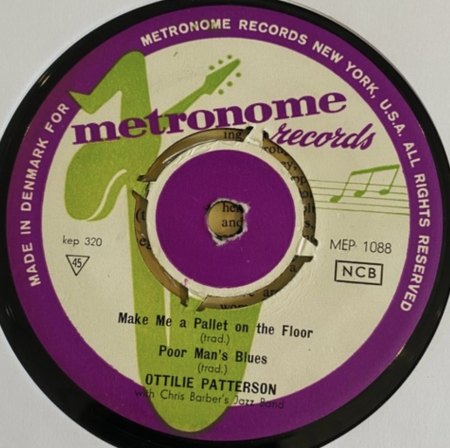 MADE IN DENMARK FOR METRONOME RECORDS NEW YORK, U.S.A. ALL RIGHTS RESERVED
metronome
records
kep 320
45
MEP 1088
NCB
Make Me a Pallet on the Floor
(trad.)
Poor Man's Blues
(trad.)
OTTILIE PATTERSON
with Chris Barber's Jazz Band